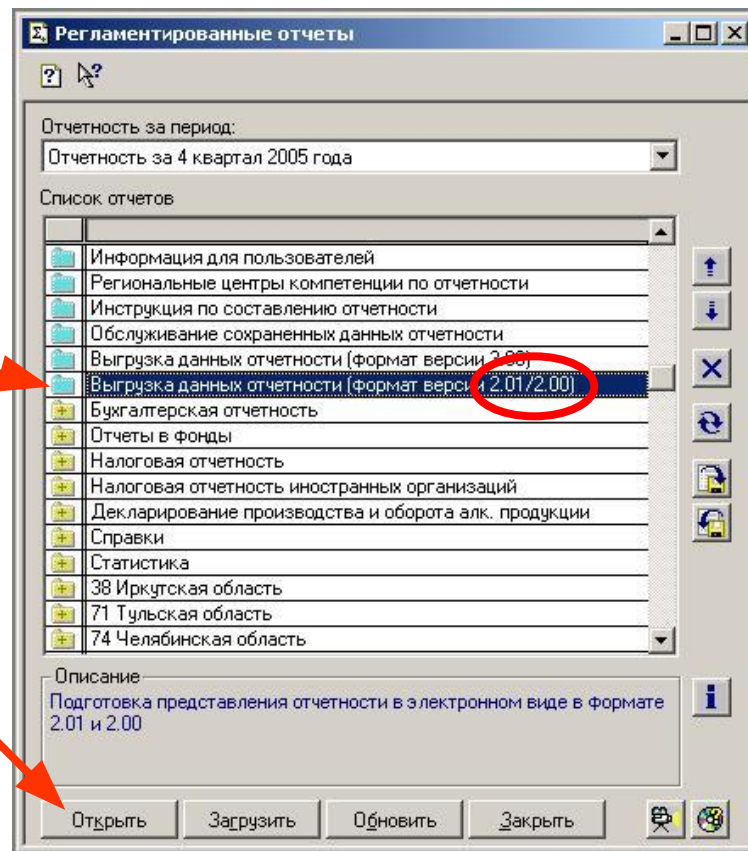 Регламентированные отчеты
Отчетность за период:
Отчетность за 4 квартал 2005 года
Список отчетов
Информация для пользователей
Региональные центры компетенции по отчетности
Инструкция по составлению отчетности
Обслуживание сохраненных данных отчетности
Выгрузка данных отчетности (формат версии 3.00)
Выгрузка данных отчетности (формат версии 2.01/2.00)
Бухгалтерская отчетность
Отчеты в фонды
Налоговая отчетность
Налоговая отчетность иностранных организаций
Декларирование производства и оборота алк. продукции
Справки
Статистика
38 Иркутская область
71 Тульская область
74 Челябинская область
Описание
Подготовка представления отчетности в электронном виде в формате
2.01 и 2.00
Открыть Загрузить Обновить Закрыть